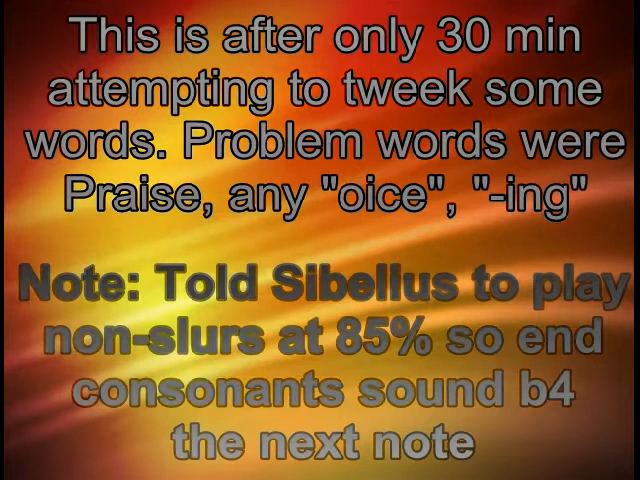 This is after only 30 min
attempting to tweek some
words. Problem words were
Praise, any "oice", "-ing"
Note: Told Sibellus to play
non-slurs at 85% so end
consonants sound b4
the next note